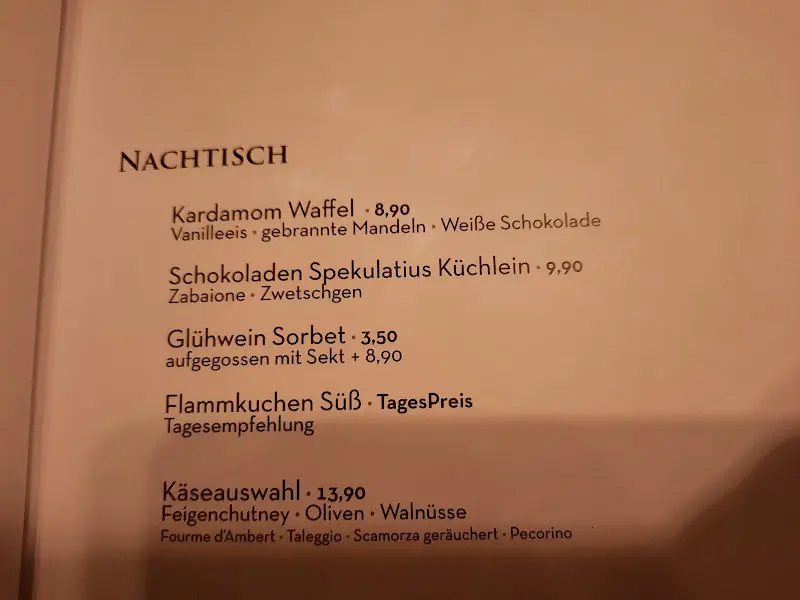 NACHTISCH
Kardamom Waffel · 8,90
Vanilleeis · gebrannte Mandeln · Weiße Schokolade
Schokoladen Spekulatius Küchlein · 9,90
Zabaione · Zwetschgen
Glühwein Sorbet · 3,50
aufgegossen mit Sekt + 8,90
Flammkuchen Süß · TagesPreis
Tagesempfehlung
Käseauswahl · 13,90
Feigenchutney · Oliven · Walnüsse
Fourme d'Ambert · Taleggio · Scamorza geräuchert · Pecorino